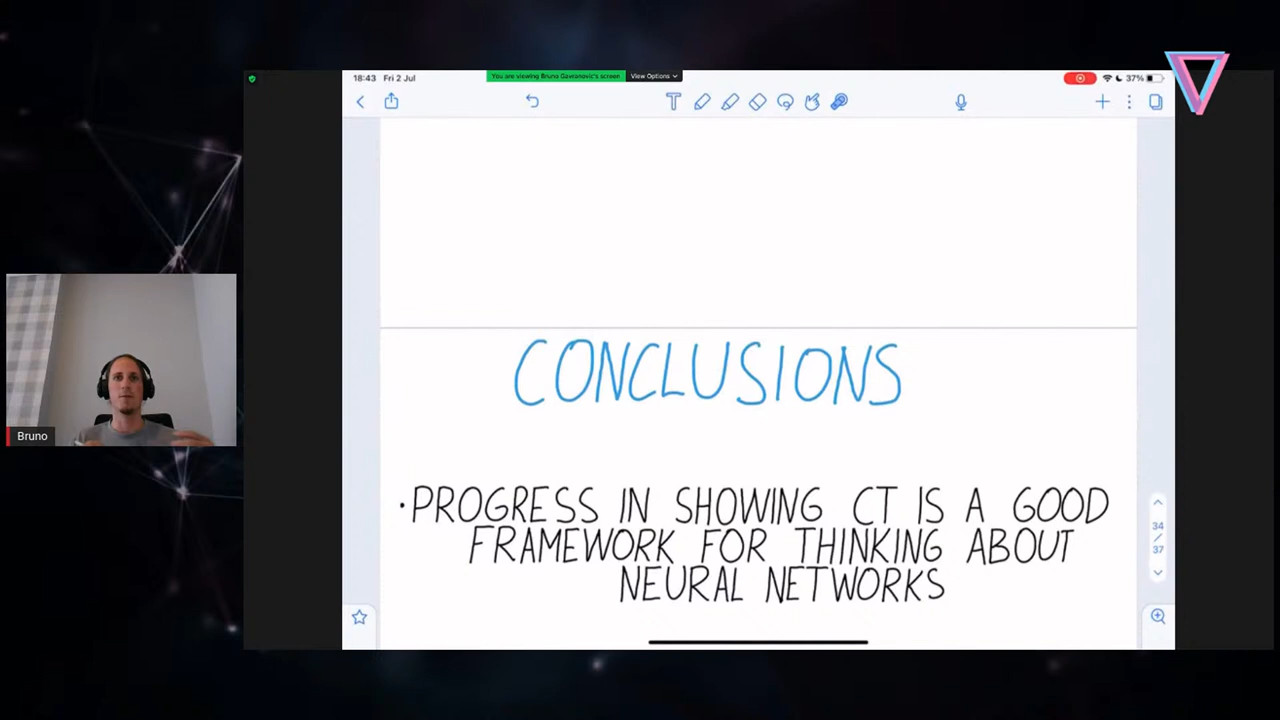 18:43 Fri 2 Jul
You are viewing Bruno Gavranovic's screen
View Options
37%
CONCLUSIONS
·PROGRESS IN SHOWING CT IS A GOOD
FRAMEWORK FOR THINKING ABOUT
NEURAL NETWORKS
34
/
37
Bruno